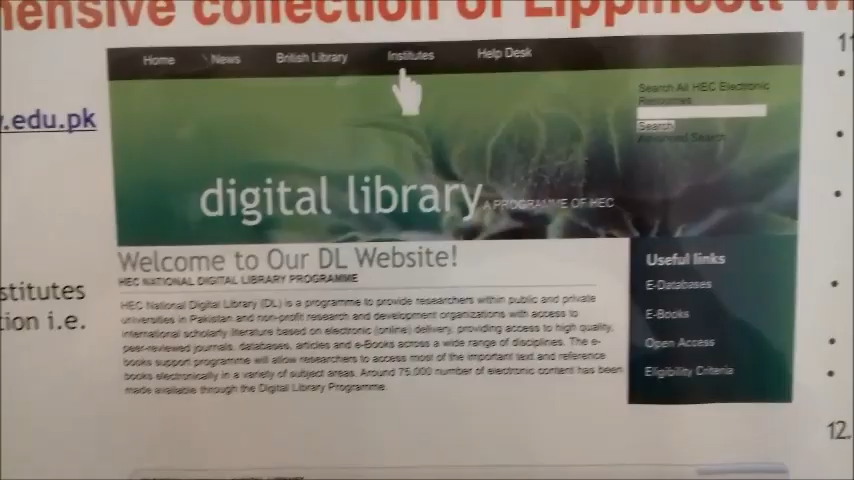 ensive collection of Lippincott W
Home News British Library Institutes Help Desk
Search All HEC Electronic
Resources
Search
Advanced Search
.edu.pk
digital library A PROGRAMME OF HEC
Welcome to Our DL Website!
HEC NATIONAL DIGITAL LIBRARY PROGRAMME
HEC National Digital Library (DL) is a programme to provide researchers within public and private
universities in Pakistan and non-profit research and development organizations with access to
international scholarly literature based on electronic (online) delivery, providing access to high quality,
peer-reviewed journals, databases, articles and e-Books across a wide range of disciplines. The e-
books support programme will allow researchers to access most of the important text and reference
books electronically in a variety of subject areas. Around 75,000 number of electronic content has been
made available through the Digital Library Programme.
Useful links
E-Databases
E-Books
Open Access
Eligibility Criteria
stitutes
tion i.e.
11
12.